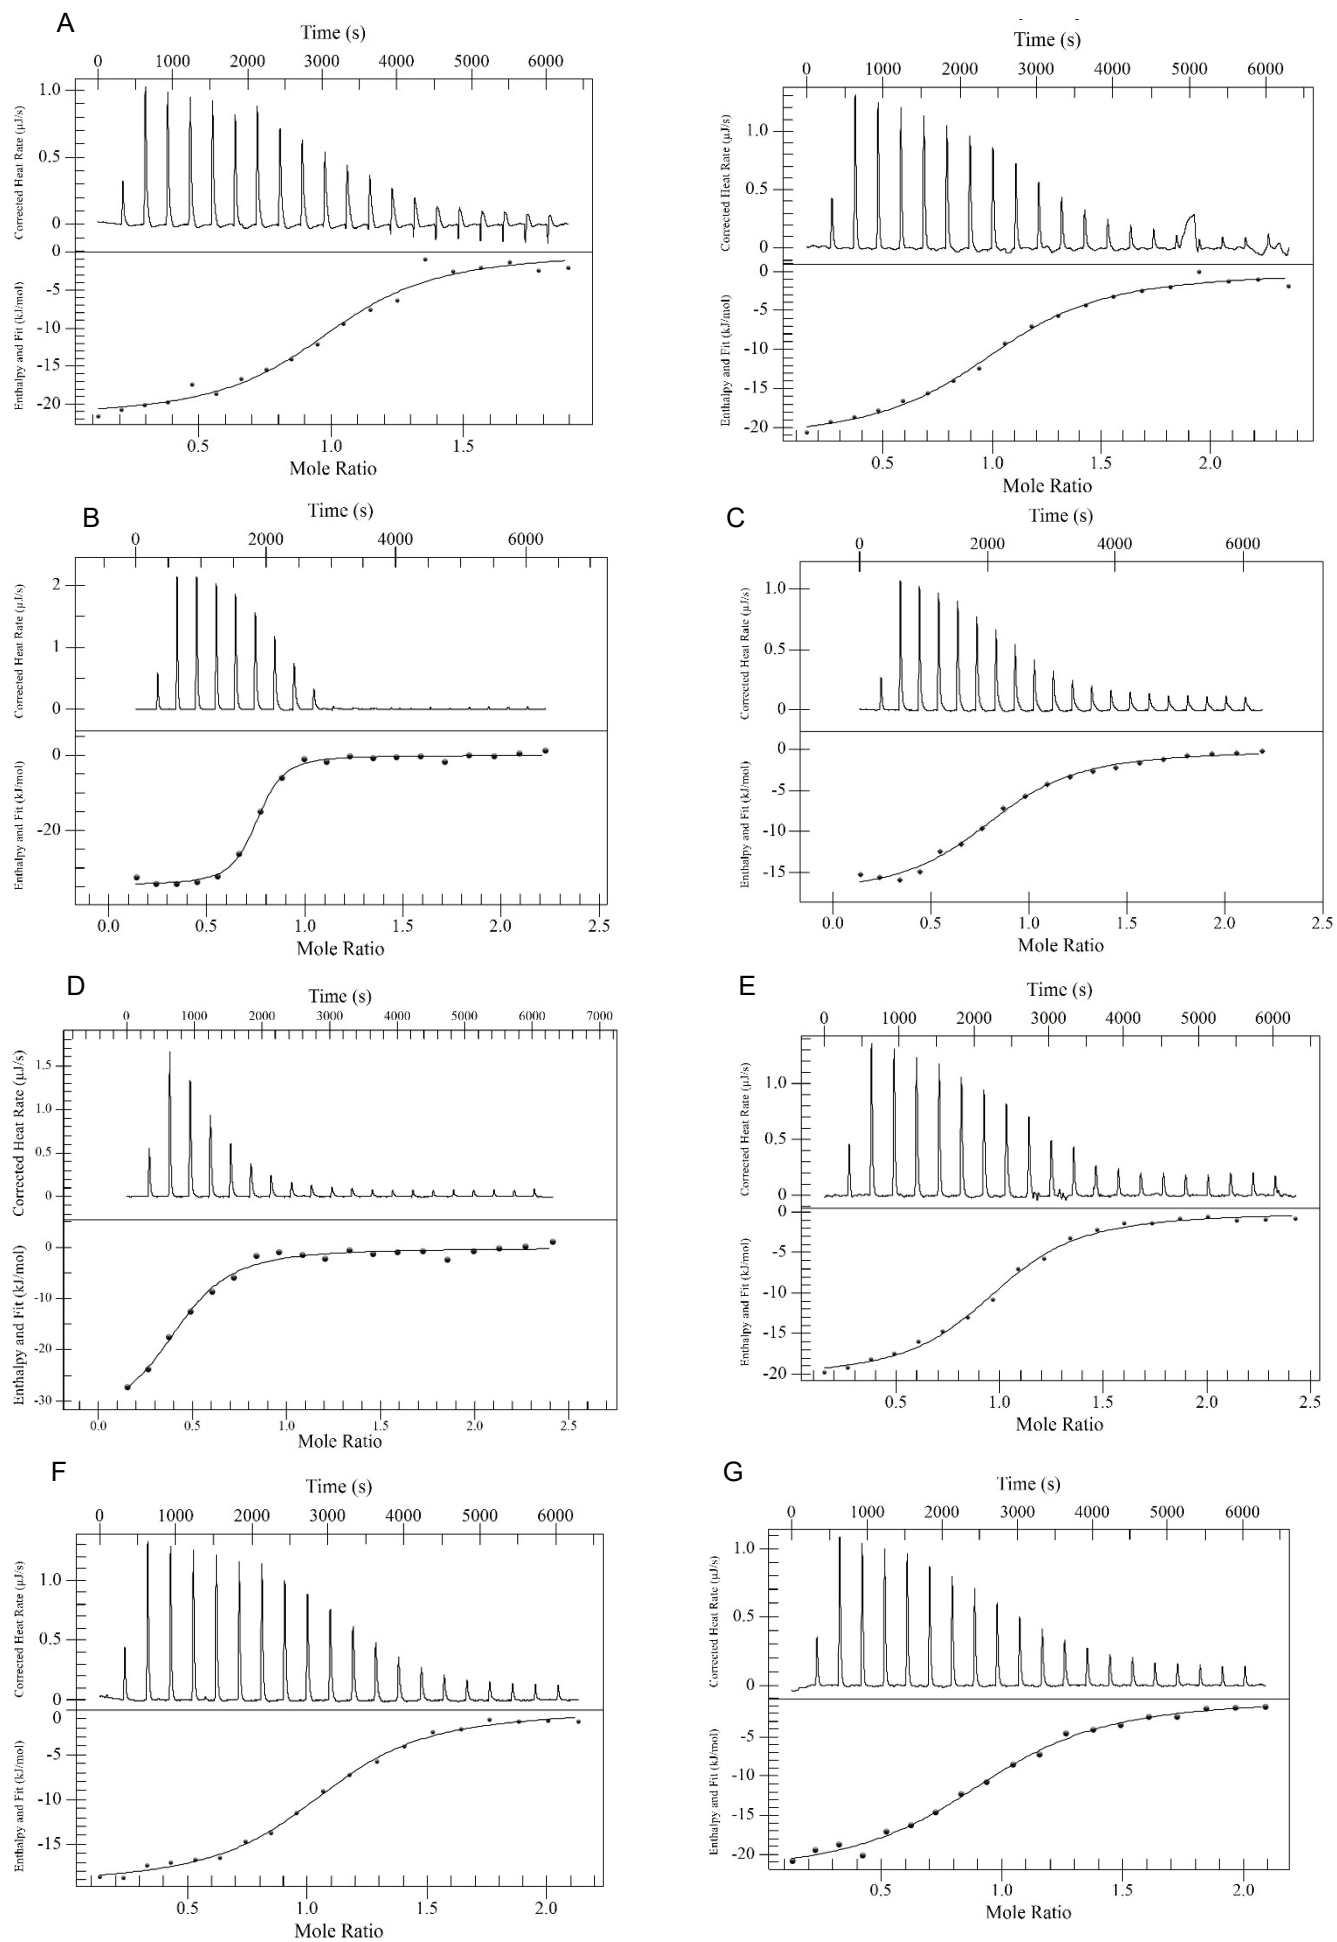 A
Time (s)
0 1000 2000 3000 4000 5000 6000
Corrected Heat Rate (µJ/s)
1.0
0.5
0
Enthalpy and Fit (kJ/mol)
0
0
-5
-10
-15
-20
0.5 1.0 1.5
Mole Ratio
Time (s)
0 1000 2000 3000 4000 5000 6000
Corrected Heat Rate (µJ/s)
1.0
0.5
0
Enthalpy and Fit (kJ/mol)
0
-5
-10
-15
-20
0.5 1.0 1.5 2.0
Mole Ratio
B
Time (s)
0 2000 4000 6000
Corrected Heat Rate (µJ/s)
2
1
0
Enthalpy and Fit (kJ/mol)
0
-20
0.0 0.5 1.0 1.5 2.0 2.5
Mole Ratio
C
Time (s)
0 2000 4000 6000
Corrected Heat Rate (µJ/s)
1.0
0.5
0
Enthalpy and Fit (kJ/mol)
0
-5
-10
-15
0.0 0.5 1.0 1.5 2.0 2.5
Mole Ratio
D
Time (s)
0 1000 2000 3000 4000 5000 6000 7000
Corrected Heat Rate (µJ/s)
1.5
1.0
0.5
0
Enthalpy and Fit (kJ/mol)
0
-10
-20
-30
0.0 0.5 1.0 1.5 2.0 2.5
Mole Ratio
E
Time (s)
0 1000 2000 3000 4000 5000 6000
Corrected Heat Rate (µJ/s)
1.0
0.5
0
Enthalpy and Fit (kJ/mol)
0
-5
-10
-15
-20
0.5 1.0 1.5 2.0
Mole Ratio
F
Time (s)
0 1000 2000 3000 4000 5000 6000
Corrected Heat Rate (µJ/s)
1.0
0.5
0
Enthalpy and Fit (kJ/mol)
0
-5
-10
-15
0.5 1.0 1.5 2.0
Mole Ratio
G
Time (s)
0 1000 2000 3000 4000 5000 6000
Corrected Heat Rate (µJ/s)
1.0
0.5
0
Enthalpy and Fit (kJ/mol)
-5
-10
-15
-20
0.5 1.0 1.5 2.0
Mole Ratio